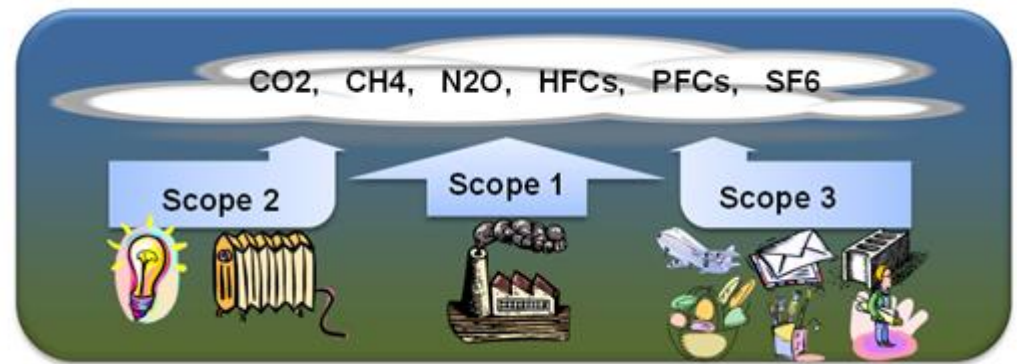 CO2, CH4, N2O, HFCs, PFCs, SF6
Scope 2
Scope 1
Scope 3